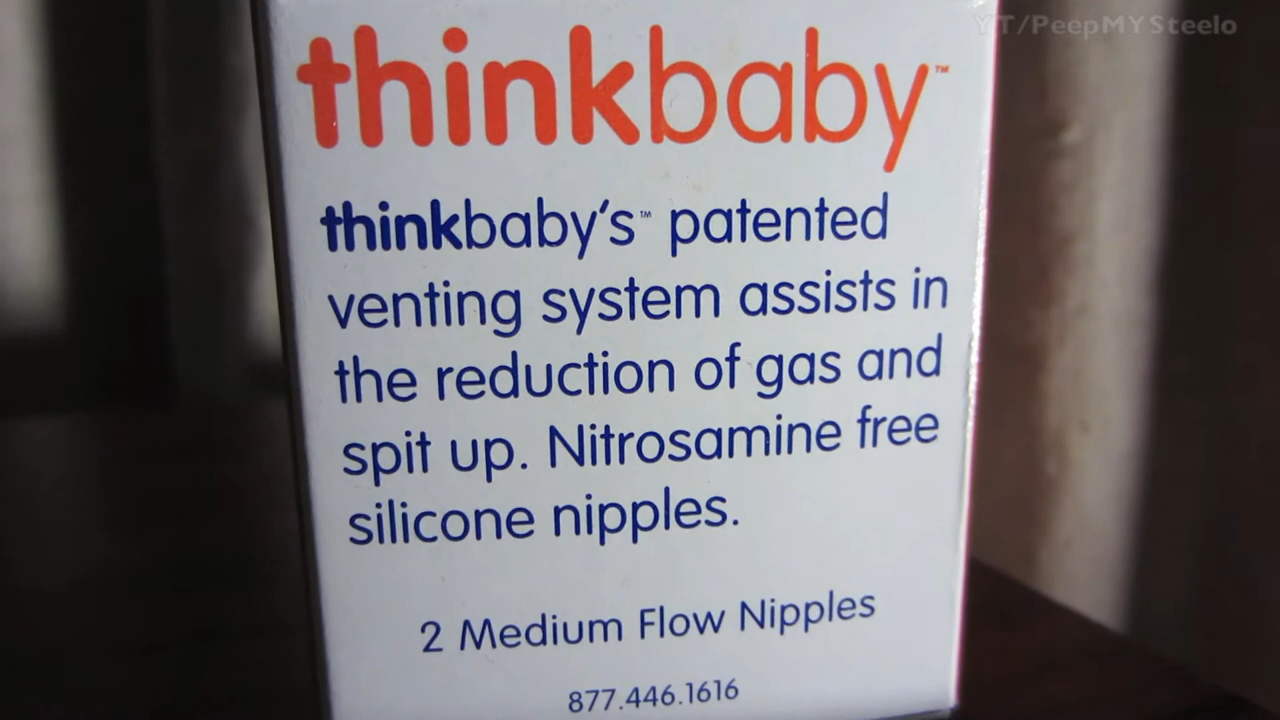 YT/PeepMYSteelo
thinkbaby™
thinkbaby's™ patented
venting system assists in
the reduction of gas and
spit up. Nitrosamine free
silicone nipples.
2 Medium Flow Nipples
877.446.1616